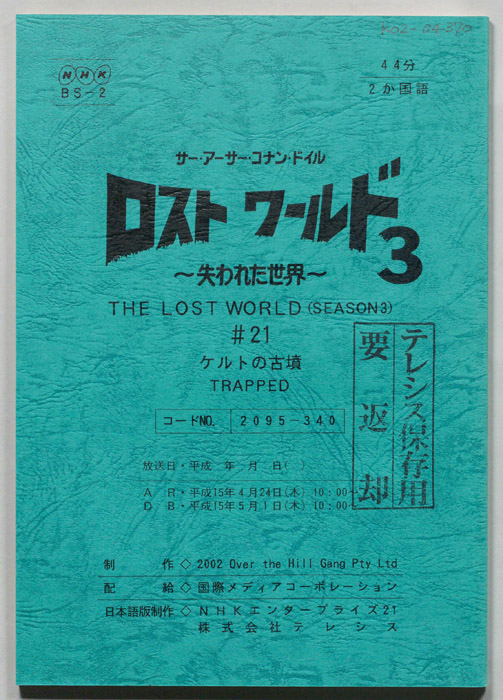 NHK
BS-2
44分
2か国語
サー・アーサー・コナン・ドイル
ロスト ワールド3
〜失われた世界〜
THE LOST WORLD (SEASON3)
#21
ケルトの古墳
TRAPPED
コードNO. 2095-340
テレシス保存用
要返却
放送日・平成 年 月 日( )
A R・平成15年4月24日(木) 10:00〜
D B・平成15年5月1日(木) 10:00〜
制作◇2002 Over the Hill Gang Pty Ltd
配給◇国際メディアコーポレーション
日本語版制作◇NHKエンタープライズ21
株式会社テレシス